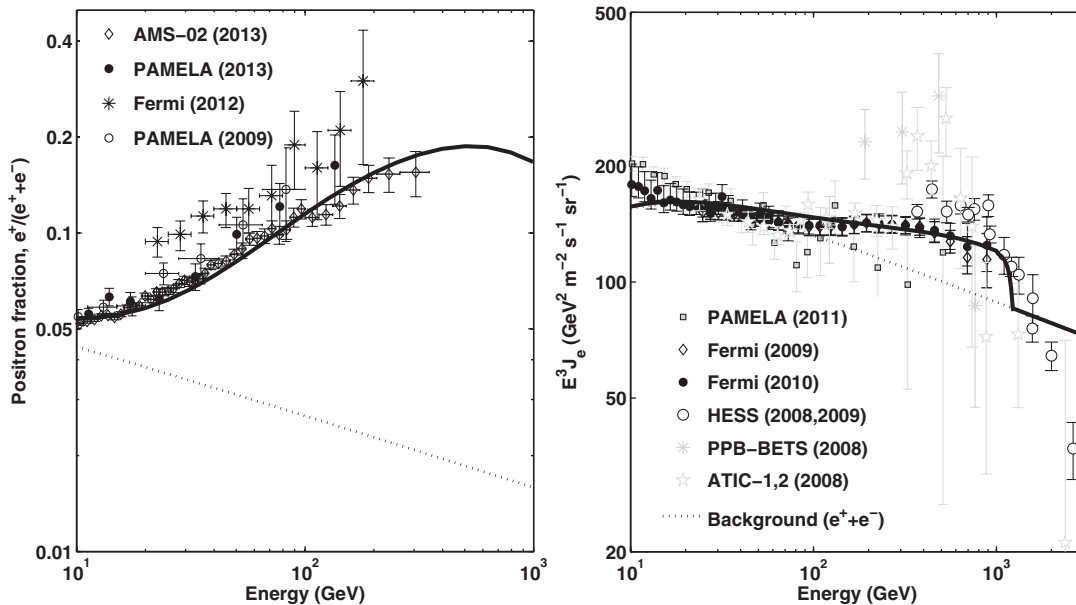 Positron fraction, e⁺/(e⁺+e⁻)
0.4
0.2
0.1
0.05
0.01
AMS−02 (2013)
PAMELA (2013)
Fermi (2012)
PAMELA (2009)
10¹
10²
10³
Energy (GeV)
E³Jₑ (GeV² m⁻² s⁻¹ sr⁻¹)
500
200
100
50
20
PAMELA (2011)
Fermi (2009)
Fermi (2010)
HESS (2008,2009)
PPB−BETS (2008)
ATIC−1,2 (2008)
Background (e⁺+e⁻)
10¹
10²
10³
Energy (GeV)